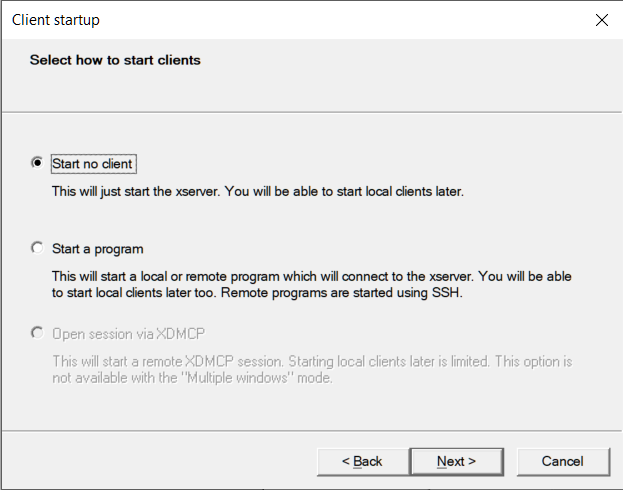 Client startup
Select how to start clients
Start no client
This will just start the xserver. You will be able to start local clients later.
Start a program
This will start a local or remote program which will connect to the xserver. You will be able
to start local clients later too. Remote programs are started using SSH.
Open session via XDMCP
This will start a remote XDMCP session. Starting local clients later is limited. This option is
not available with the "Multiple windows" mode.
< Back
Next >
Cancel